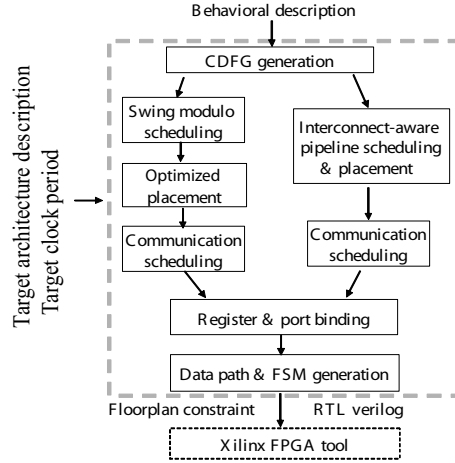 Behavioral description
CDFG generation
Swing modulo
scheduling
Optimized
placement
Communication
scheduling
Interconnect-aware
pipeline scheduling
& placement
Communication
scheduling
Register & port binding
Data path & FSM generation
Floorplan constraint
RTL verilog
Xilinx FPGA tool
Target architecture description
Target clock period